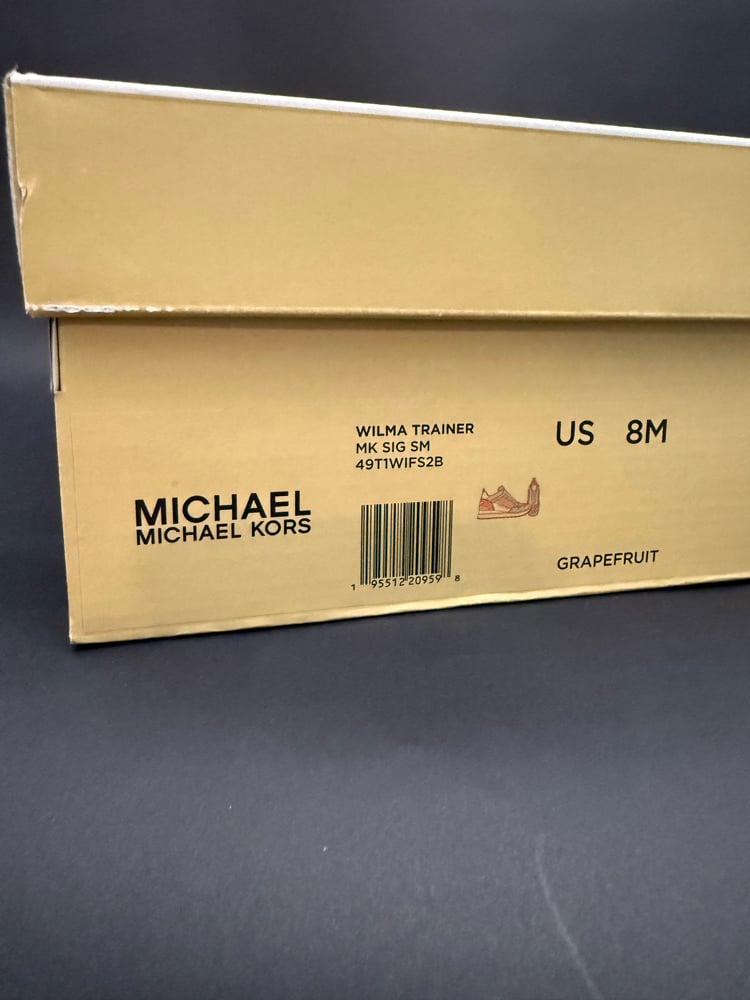 WILMA TRAINER
MK SIG SM
49T1WIFS2B
US 8M
MICHAEL
MICHAEL KORS
1 95512 20959 8
GRAPEFRUIT